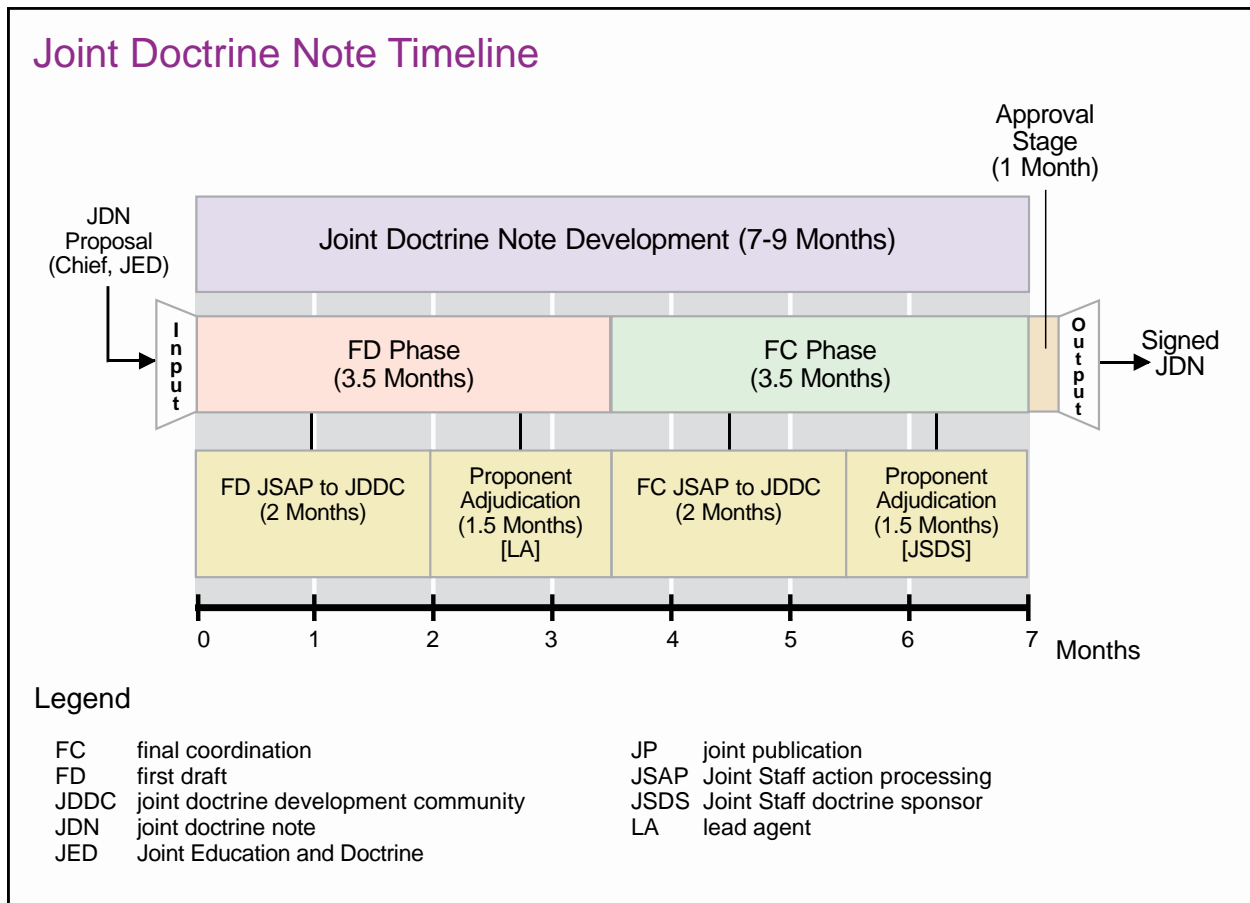 Joint Doctrine Note Timeline
Approval
Stage
(1 Month)
JDN
Proposal
(Chief, JED)
Joint Doctrine Note Development (7-9 Months)
Input
FD Phase
(3.5 Months)
FC Phase
(3.5 Months)
Output
Signed
JDN
FD JSAP to JDDC
(2 Months)
Proponent
Adjudication
(1.5 Months)
[LA]
FC JSAP to JDDC
(2 Months)
Proponent
Adjudication
(1.5 Months)
[JSDS]
0 1 2 3 4 5 6 7 Months
Legend
FC final coordination
FD first draft
JDDC joint doctrine development community
JDN joint doctrine note
JED Joint Education and Doctrine
JP joint publication
JSAP Joint Staff action processing
JSDS Joint Staff doctrine sponsor
LA lead agent